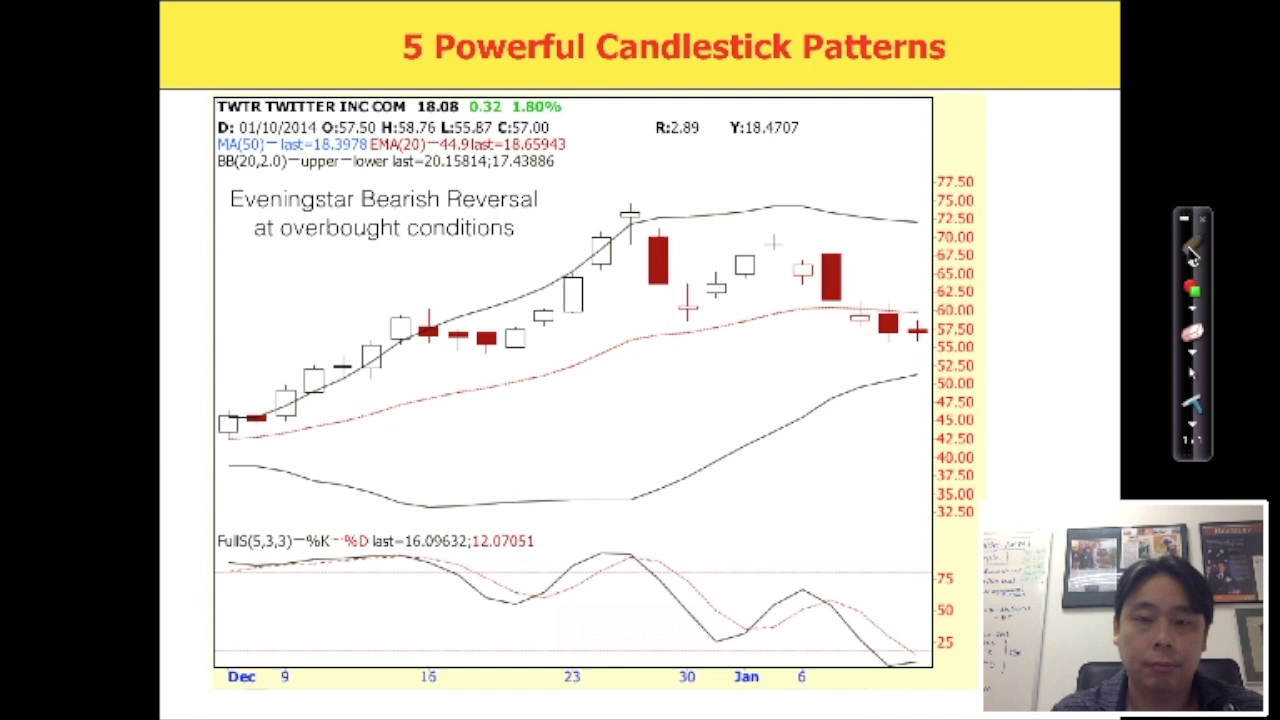 5 Powerful Candlestick Patterns
TWTR TWITTER INC COM 18.08 0.32 1.80%
D: 01/10/2014 O:57.50 H:58.76 L:55.87 C:57.00 R:2.89 Y:18.4707
MA(50)—last=18.3978 EMA(20)—44.9last=18.65943
BB(20,2.0)—upper—lower last=20.15814;17.43886
Eveningstar Bearish Reversal
at overbought conditions
77.50
75.00
72.50
70.00
67.50
65.00
62.50
60.00
57.50
55.00
52.50
50.00
47.50
45.00
42.50
40.00
37.50
35.00
32.50
FullS(5,3,3)—%K--%D last=16.09632;12.07051
75
50
25
Dec 9 16 23 30 Jan 6